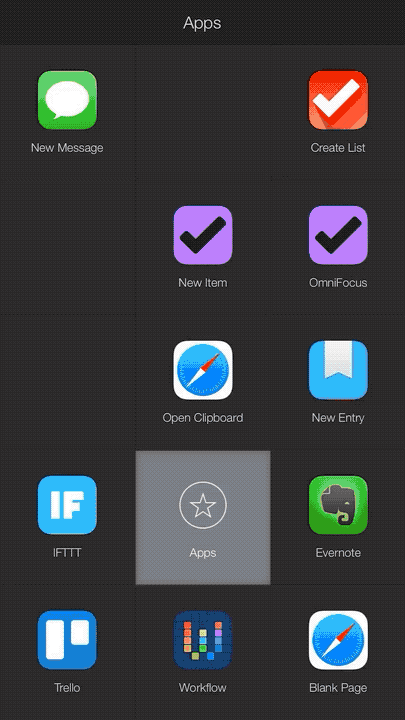 Apps
New Message
Create List
New Item
OmniFocus
Open Clipboard
New Entry
IF
IFTTT
Apps
Evernote
Trello
Workflow
Blank Page